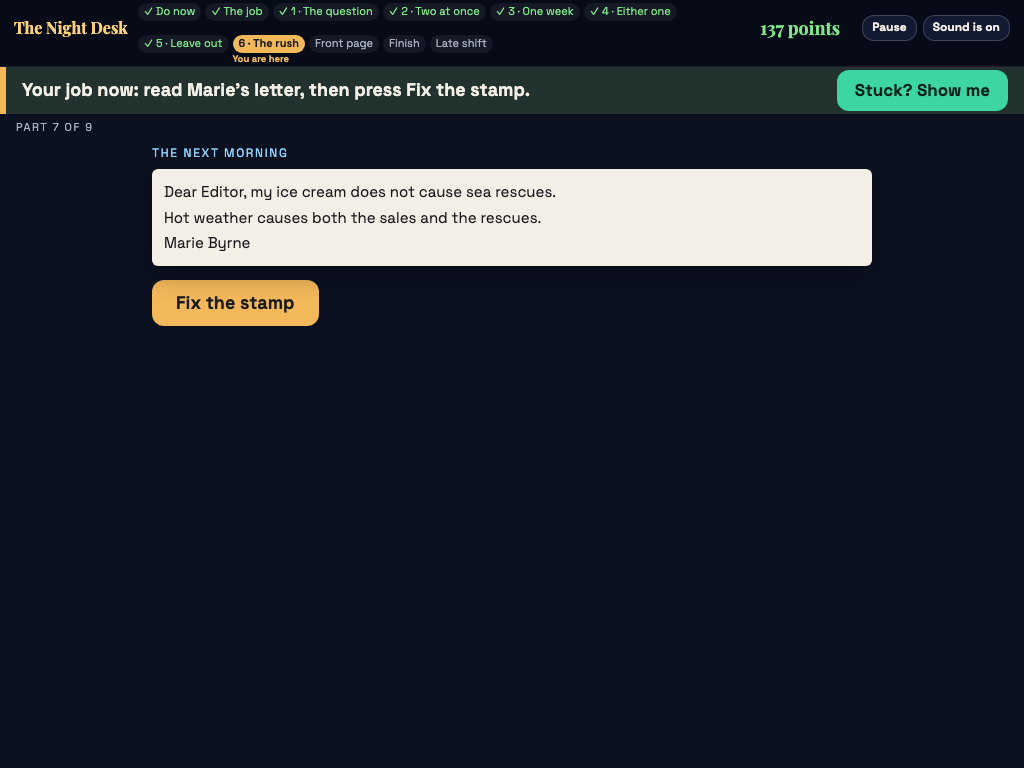 The Night Desk
✓ Do now ✓ The job ✓ 1 · The question ✓ 2 · Two at once ✓ 3 · One week ✓ 4 · Either one
✓ 5 · Leave out 6 · The rush Front page Finish Late shift
You are here
137 points
Pause
Sound is on
Your job now: read Marie's letter, then press Fix the stamp.
Stuck? Show me
PART 7 OF 9
THE NEXT MORNING
Dear Editor, my ice cream does not cause sea rescues.
Hot weather causes both the sales and the rescues.
Marie Byrne
Fix the stamp